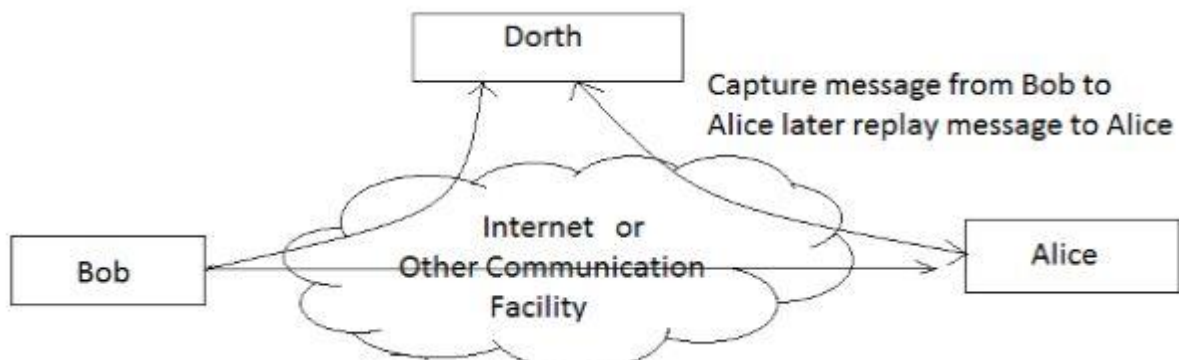 Dorth
Capture message from Bob to
Alice later replay message to Alice
Internet or
Other Communication
Facility
Bob
Alice